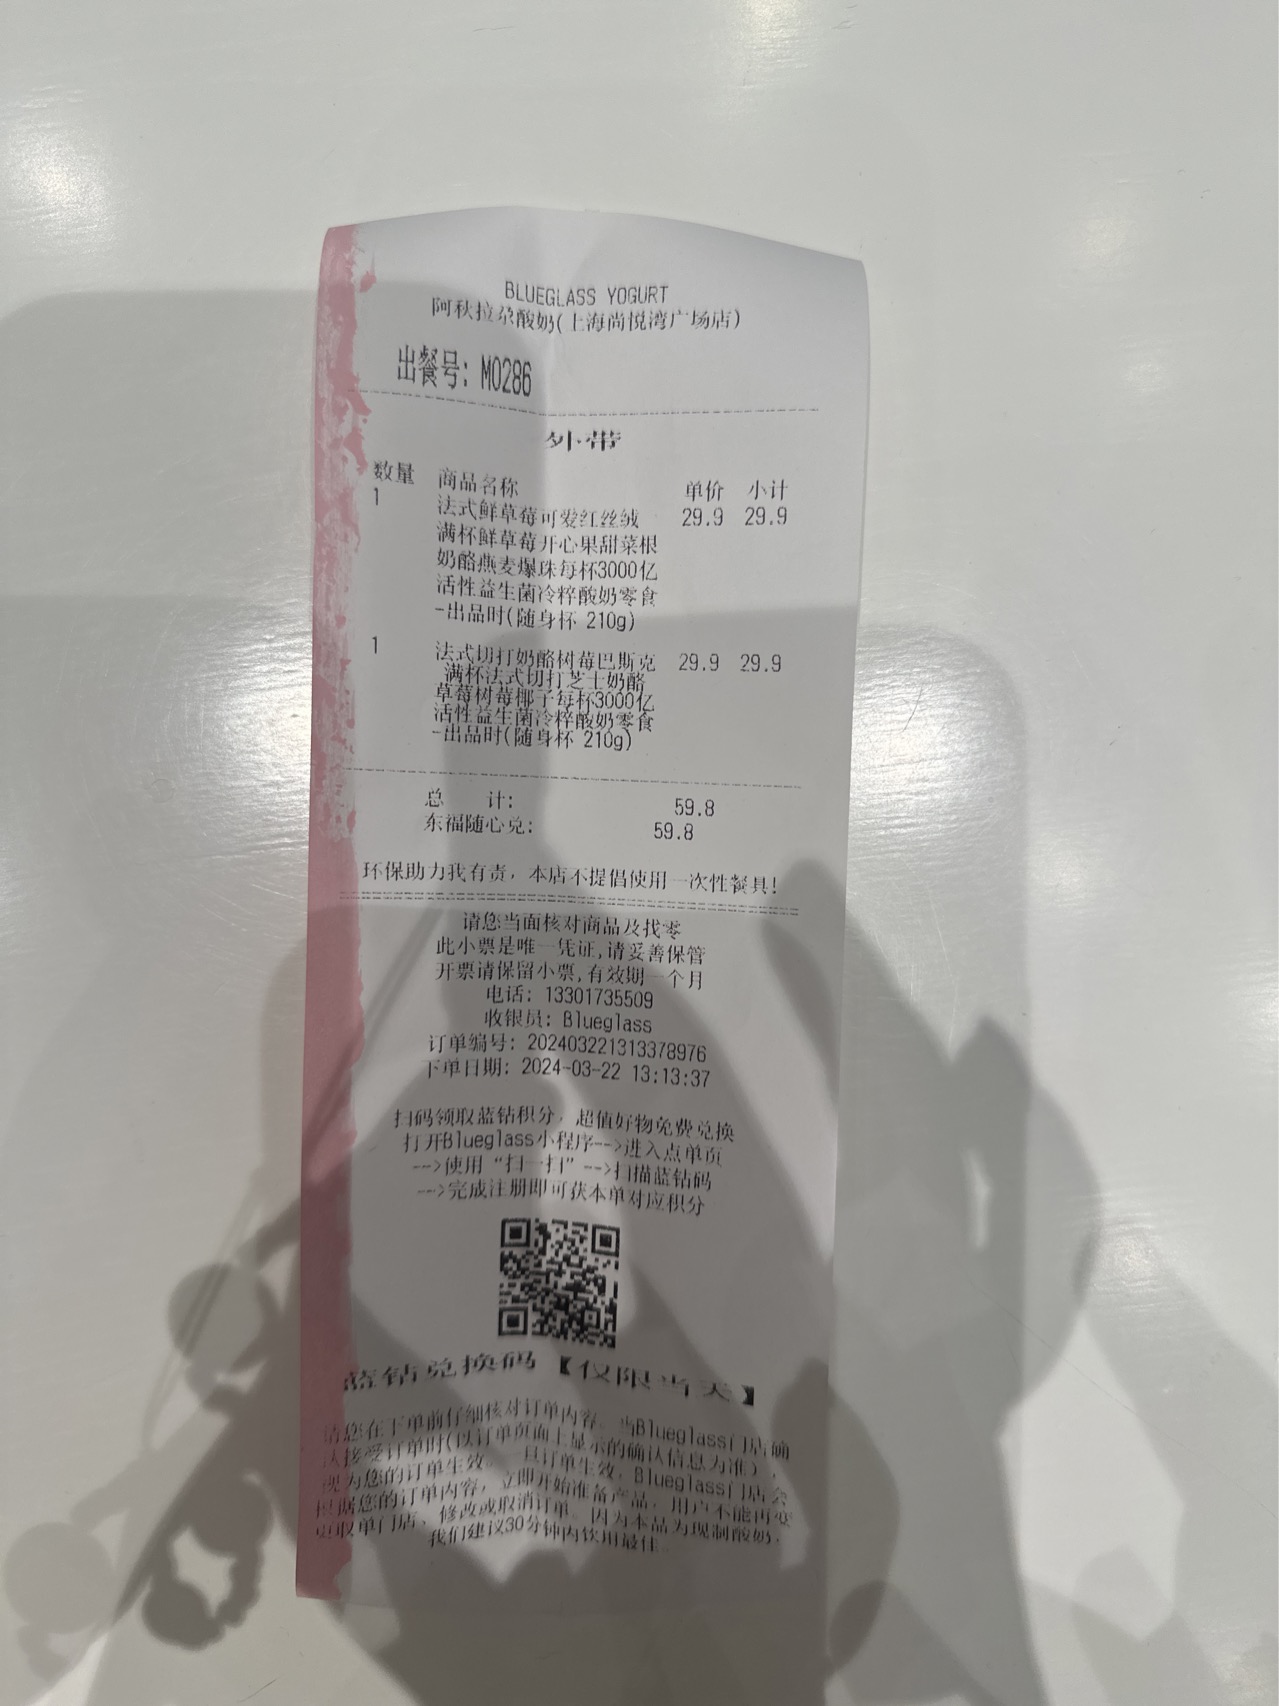 BLUEGLASS YOGURT
阿秋拉尕酸奶(上海尚悦湾广场店)
出餐号: M0286
外带
数量 商品名称 单价 小计
1 法式鲜草莓可爱红丝绒 29.9 29.9
满杯鲜草莓开心果甜菜根
奶酪燕麦爆珠每杯3000亿
活性益生菌冷粹酸奶零食
-出品时(随身杯 210g)
1 法式切打奶酪树莓巴斯克 29.9 29.9
满杯法式切打芝士奶酪
草莓树莓椰子每杯3000亿
活性益生菌冷粹酸奶零食
-出品时(随身杯 210g)
总 计: 59.8
东福随心兑: 59.8
环保助力我有责，本店不提倡使用一次性餐具!
请您当面核对商品及找零
此小票是唯一凭证,请妥善保管
开票请保留小票,有效期一个月
电话: 13301735509
收银员: Blueglass
订单编号: 202403221313378976
下单日期: 2024-03-22 13:13:37
扫码领取蓝钻积分，超值好物免费兑换
打开Blueglass小程序-->进入点单页
-->使用“扫一扫”-->扫描蓝钻码
-->完成注册即可获本单对应积分
蓝钻兑换码【仅限当天】
请您在下单前仔细核对订单内容。当Blueglass门店确
认接受订单时(以订单页面上显示的确认信息为准)，
视为您的订单生效。一旦订单生效，Blueglass门店会
根据您的订单内容，立即开始准备产品，用户不能再变
更取单门店、修改或取消订单。因为本品为现制酸奶，
我们建议30分钟内饮用最佳。